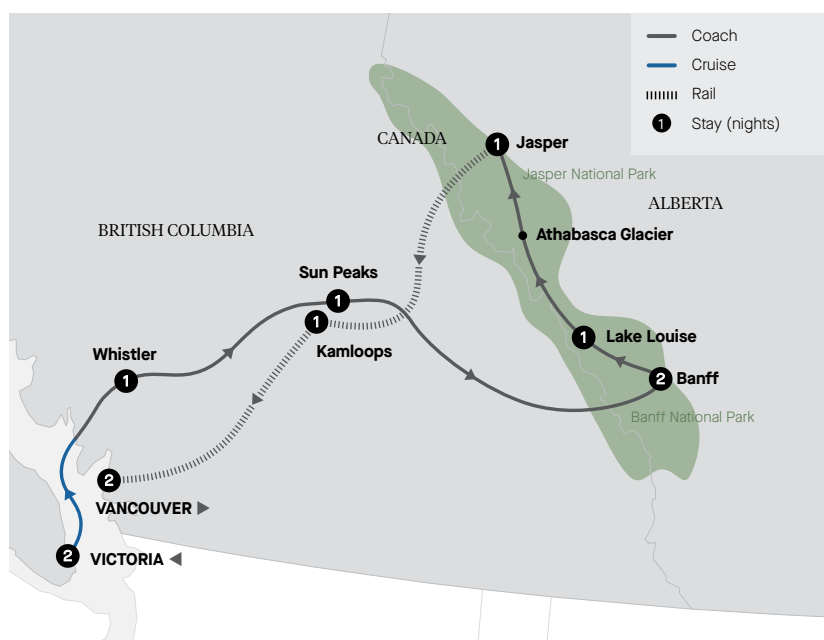 Coach
Cruise
Rail
1 Stay (nights)
CANADA
1 Jasper
Jasper National Park
ALBERTA
BRITISH COLUMBIA
Athabasca Glacier
Sun Peaks
1
1
Kamloops
1 Lake Louise
Whistler
1
2 Banff
Banff National Park
2
VANCOUVER
2 VICTORIA